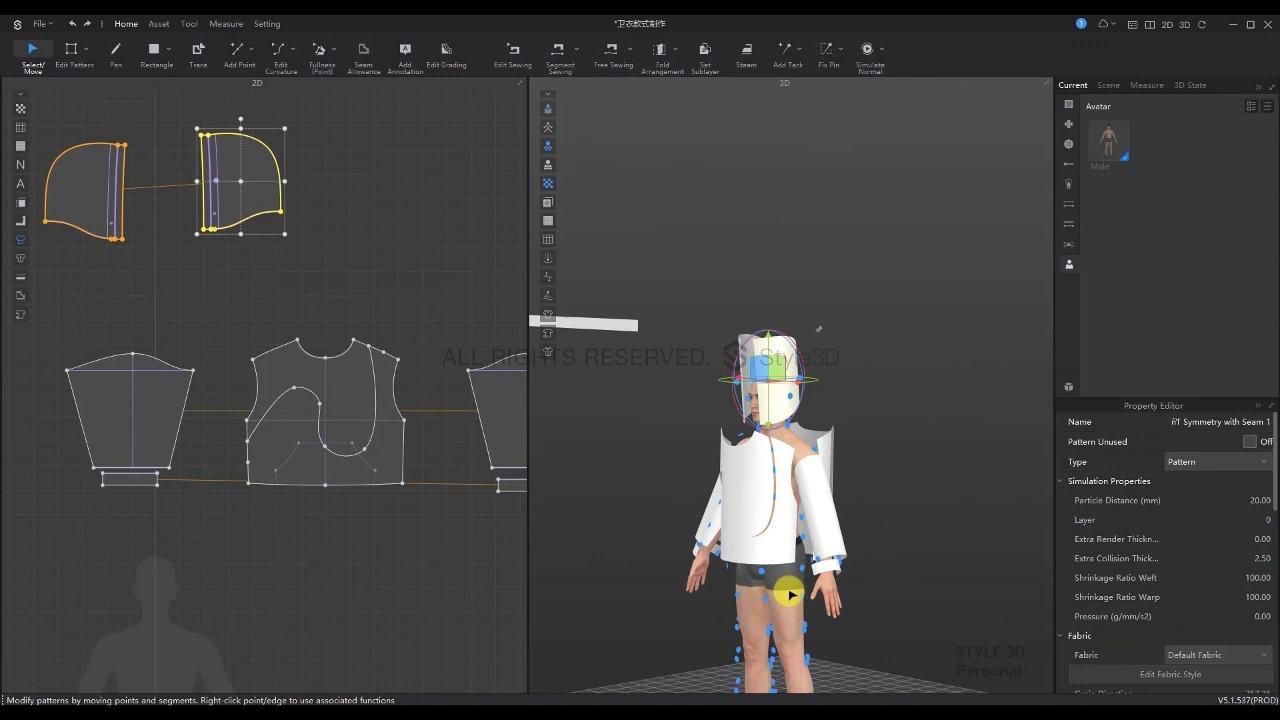 File
Home
Asset
Tool
Measure
Setting
*卫衣款式制作
1
2D
3D
Select/
Move
Edit Pattern
Pen
Rectangle
Trace
Add Point
Edit
Curvature
Fullness
(Point)
Seam
Allowance
Add
Annotation
Edit Grading
Edit Sewing
Segment
Sewing
Free Sewing
Fold
Arrangement
Set
Sublayer
Steam
Add Tack
Fix Pin
Simulate
Normal
2D
3D
Current
Scene
Measure
3D State
Avatar
Male
ALL RIGHTS RESERVED.
Style3D
STYLE 3D
Personal
Property Editor
Name
Symmetry with Seam 1
Pattern Unused
Off
Type
Pattern
Simulation Properties
Particle Distance (mm)
20.00
Layer
0
Extra Render Thickn...
0.00
Extra Collision Thick...
2.50
Shrinkage Ratio Weft
100.00
Shrinkage Ratio Warp
100.00
Pressure (g/mm/s2)
0.00
Fabric
Fabric
Default Fabric
Edit Fabric Style
Modify patterns by moving points and segments. Right-click point/edge to use associated functions
V5.1.537(PROD)